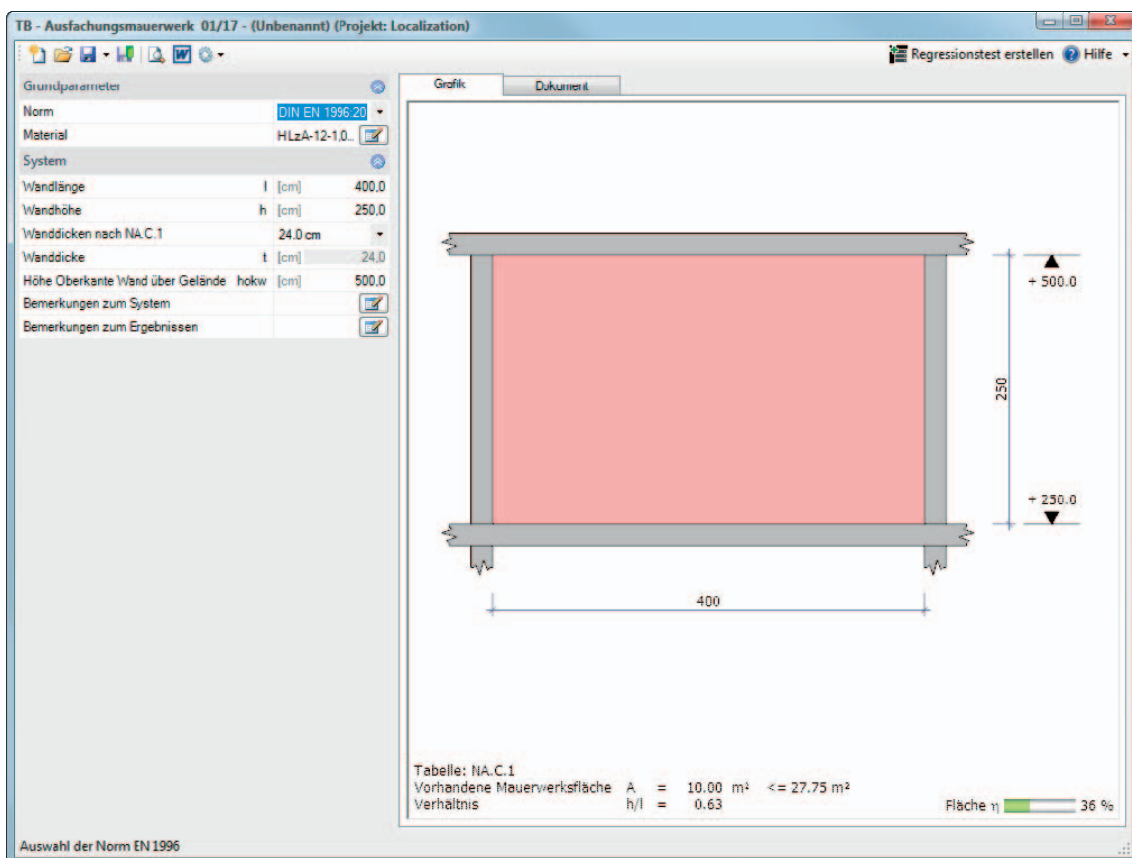 TB - Ausfachungsmauerwerk 01/17 - (Unbenannt) (Projekt: Localization)
Regressionstest erstellen Hilfe
Grundparameter
Norm DIN EN 1996:20
Material HLzA-12-1,0...
System
Wandlänge l [cm] 400,0
Wandhöhe h [cm] 250,0
Wanddicken nach NA.C.1 24.0 cm
Wanddicke t [cm] 24,0
Höhe Oberkante Wand über Gelände hokw [cm] 500,0
Bemerkungen zum System
Bemerkungen zum Ergebnissen
Grafik Dokument
+ 500.0
250
+ 250.0
400
Tabelle: NA.C.1
Vorhandene Mauerwerksfläche A = 10.00 m² <= 27.75 m²
Verhältnis h/l = 0.63
Fläche η 36 %
Auswahl der Norm EN 1996